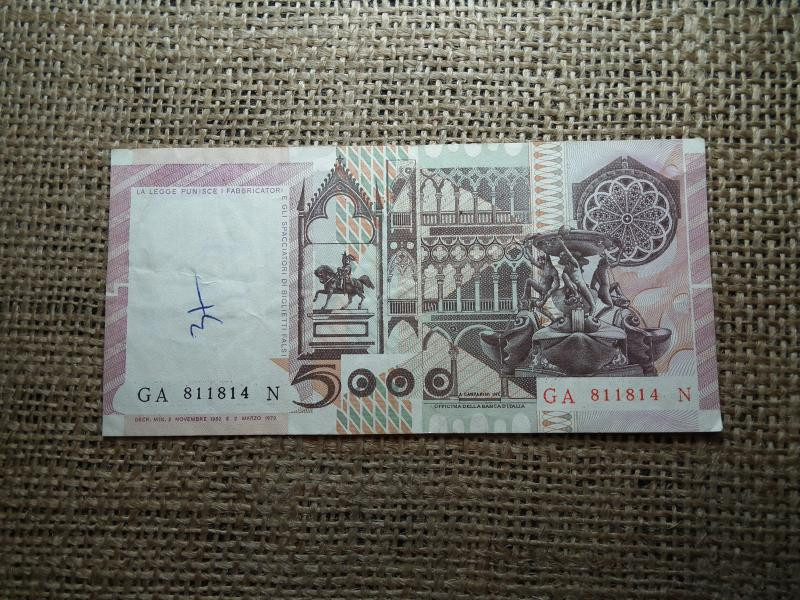 LA LEGGE PUNISCE I FABBRICATORI
E GLI SPACCIATORI DI BIGLIETTI FALSI
GA 811814 N
5000
GA 811814 N
OFFICINA DELLA BANCA D'ITALIA